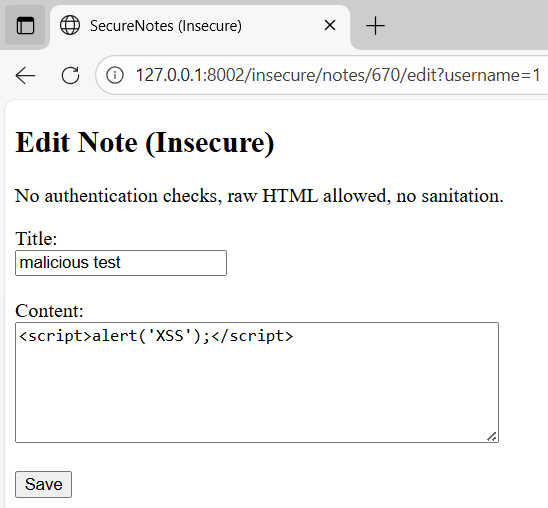 SecureNotes (Insecure)
127.0.0.1:8002/insecure/notes/670/edit?username=1
Edit Note (Insecure)
No authentication checks, raw HTML allowed, no sanitation.
Title:
malicious test
Content:
<script>alert('XSS');</script>
Save